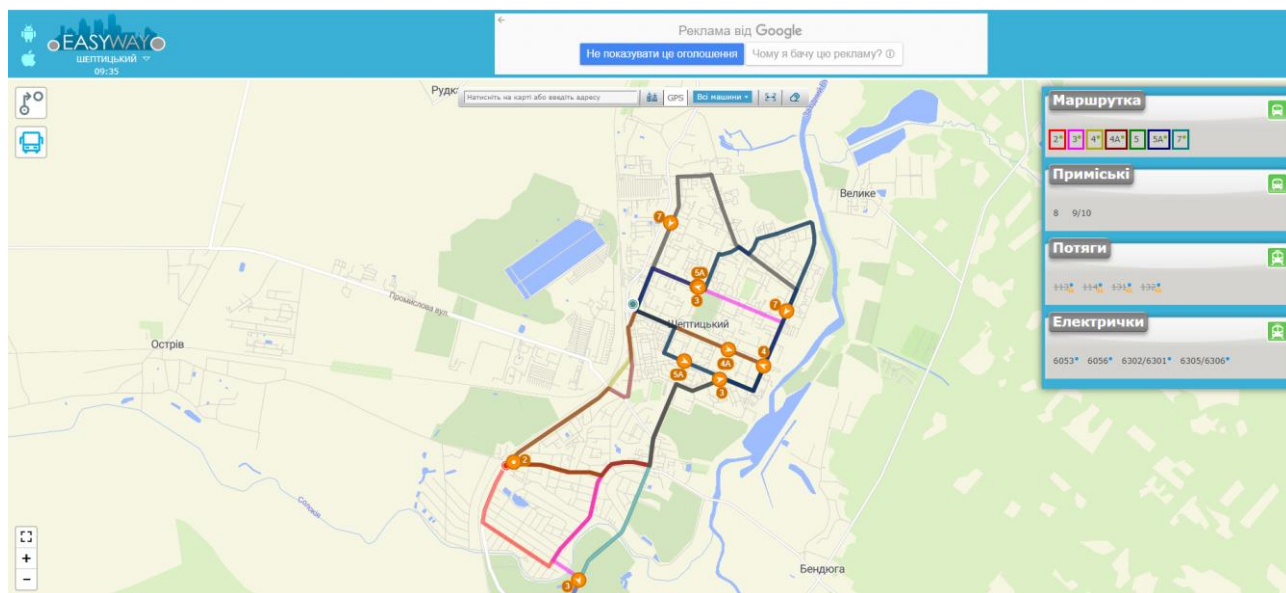 EASYWAY
ШЕПТИЦЬКИЙ
09:35
Реклама від Google
Не показувати це оголошення
Чому я бачу цю рекламу?
Натисніть на карті або введіть адресу
GPS
Всі машини
Маршрутка
2 3 4 4А 5 5А 7
Приміські
8 9/10
Потяги
113 114 131 132
Електрички
6053 6056 6302/6301 6305/6306
Велике
7
5А
3
7
Промислова вул.
Шептицький
Острів
4
4А
5А
3
2
Солокія
Бендюга
3
+
−